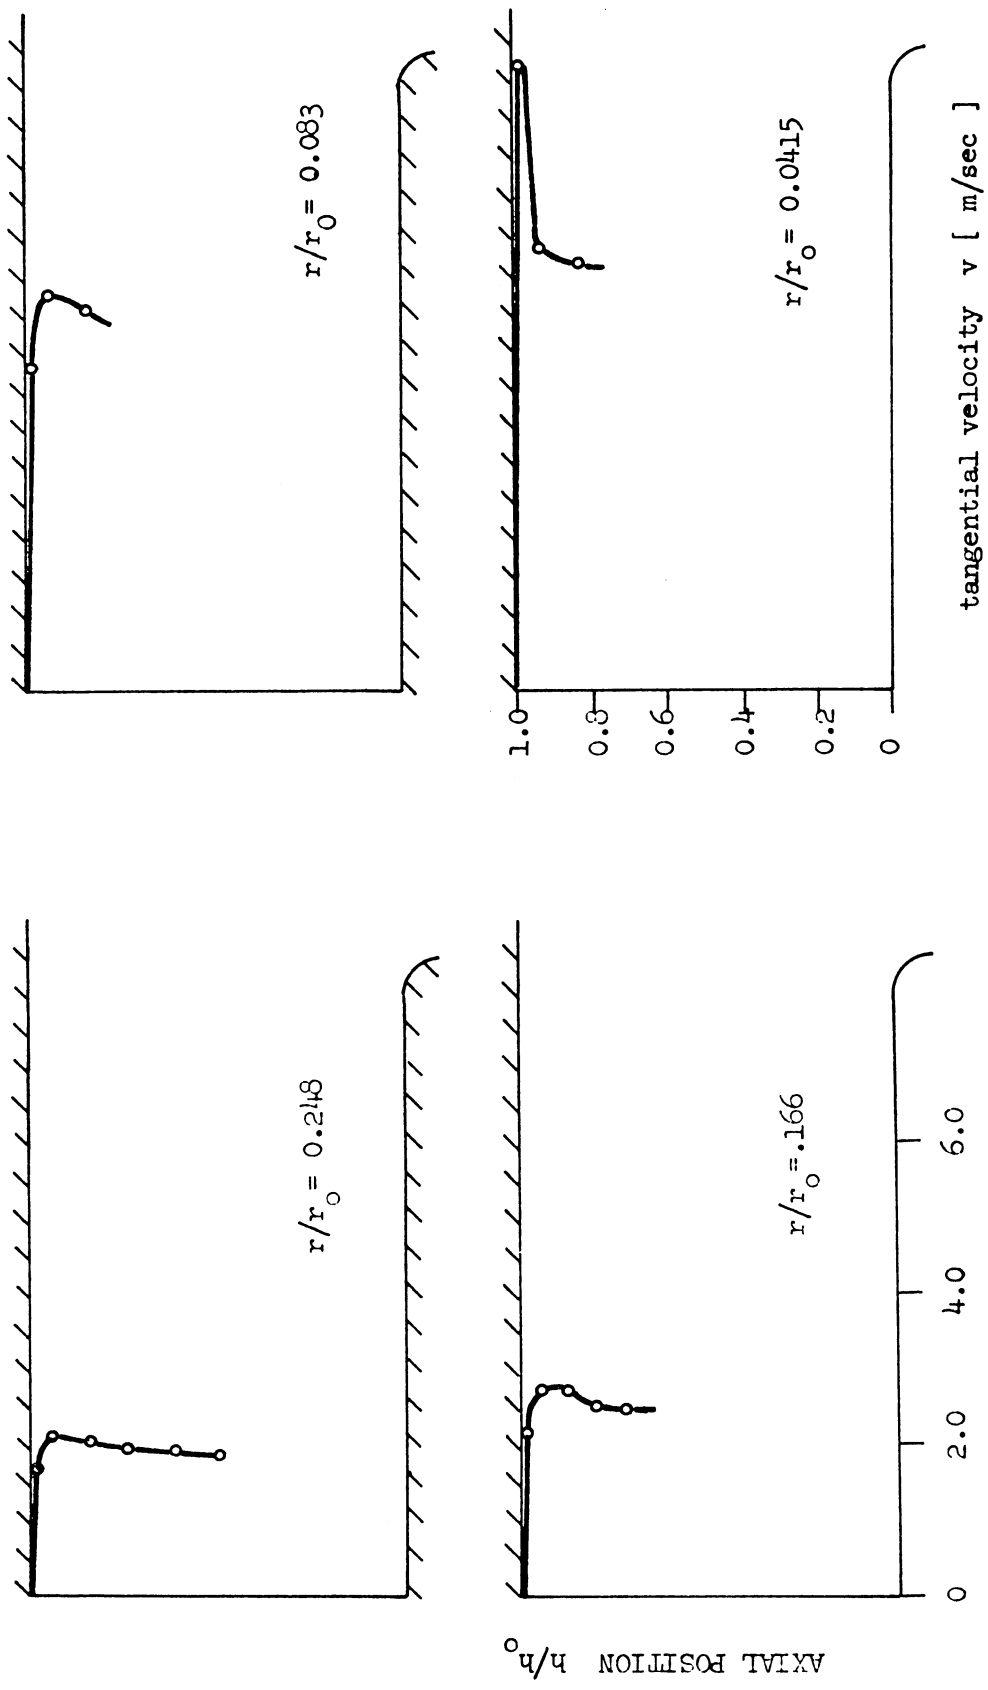 r/r₀ = 0.248
r/r₀ = 0.083
r/r₀ =.166
r/r₀ = 0.0415
AXIAL POSITION h/h₀
1.0
0.8
0.6
0.4
0.2
0
0 2.0 4.0 6.0
tangential velocity v [ m/sec ]